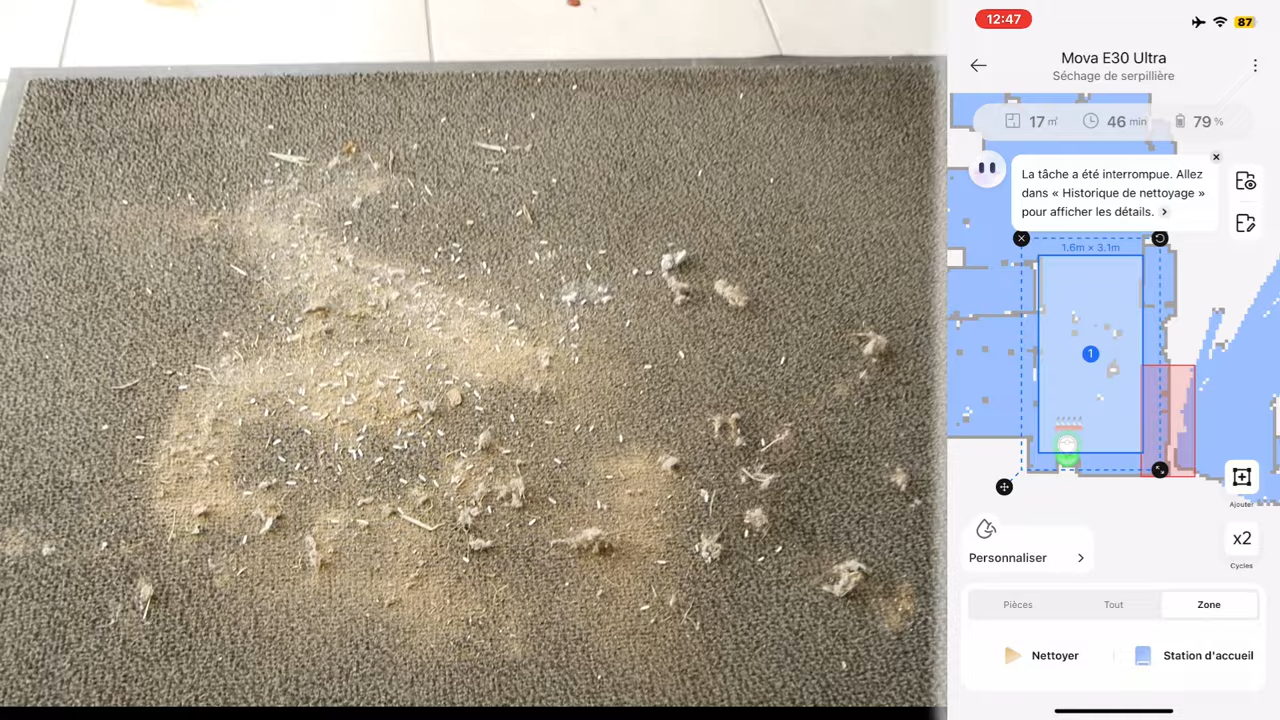 12:47
87
Mova E30 Ultra
Séchage de serpillière
17 m² 46 min 79 %
La tâche a été interrompue. Allez
dans « Historique de nettoyage »
pour afficher les détails.
1.6m × 3.1m
1
Ajouter
x2
Cycles
Personnaliser
Pièces Tout Zone
Nettoyer Station d'accueil